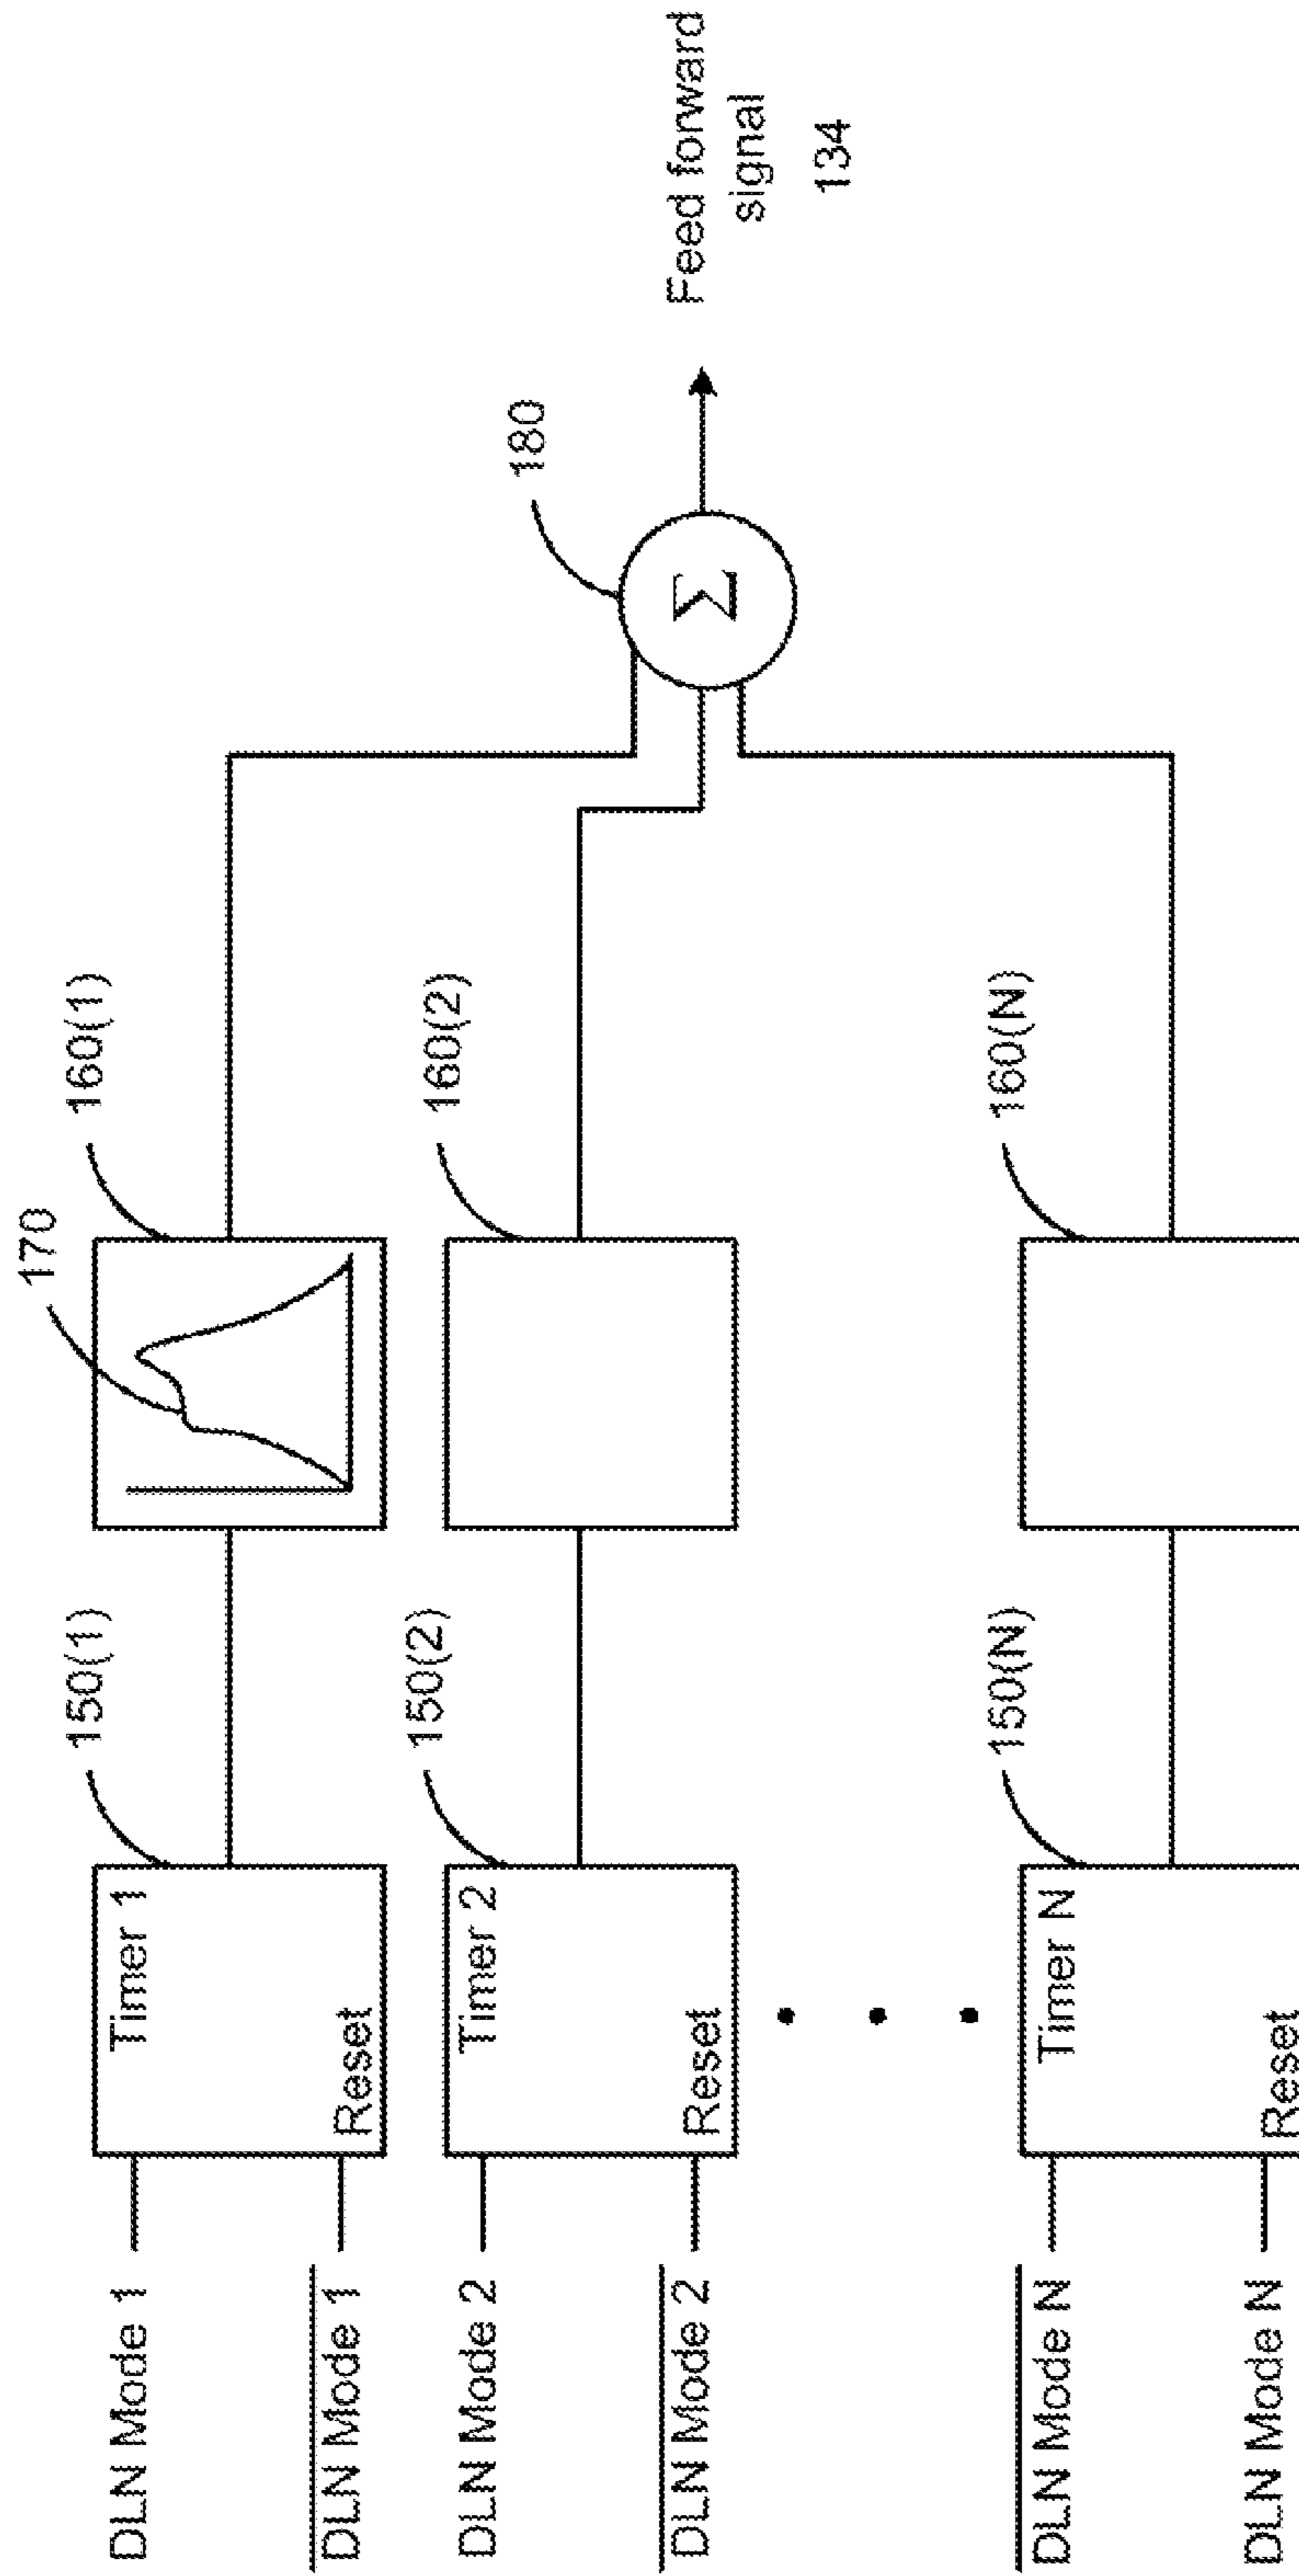 DLN Mode 1
DLN Mode 1
Timer 1
Reset
150(1)
170
160(1)
DLN Mode 2
DLN Mode 2
Timer 2
Reset
150(2)
160(2)
DLN Mode N
DLN Mode N
Timer N
Reset
150(N)
160(N)
180
Σ
Feed forward
signal
134